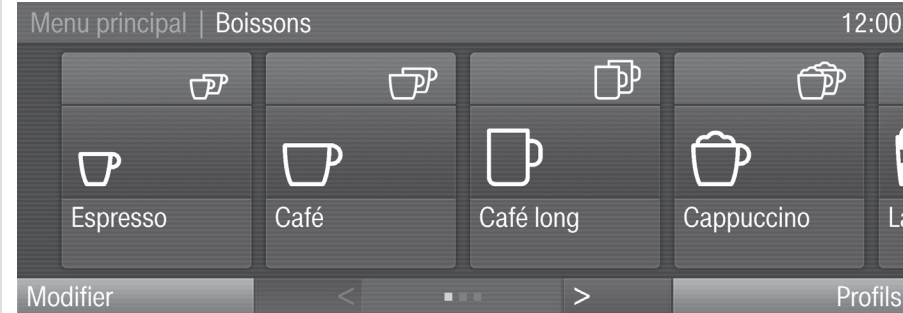 Menu principal | Boissons 12:00
Espresso Café Café long Cappuccino
Modifier < > Profils